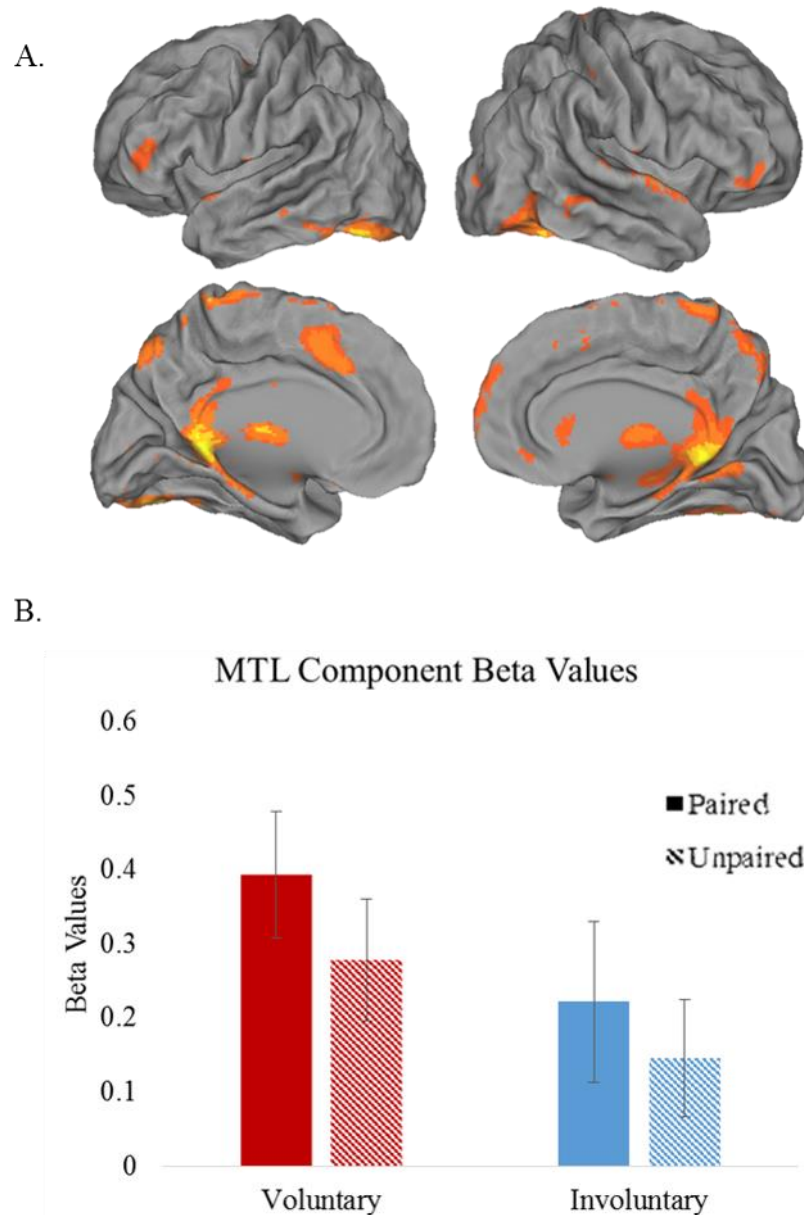 A.
B.
MTL Component Beta Values
0.6
0.5
0.4
0.3
0.2
0.1
0
Beta Values
Paired
Unpaired
Voluntary
Involuntary